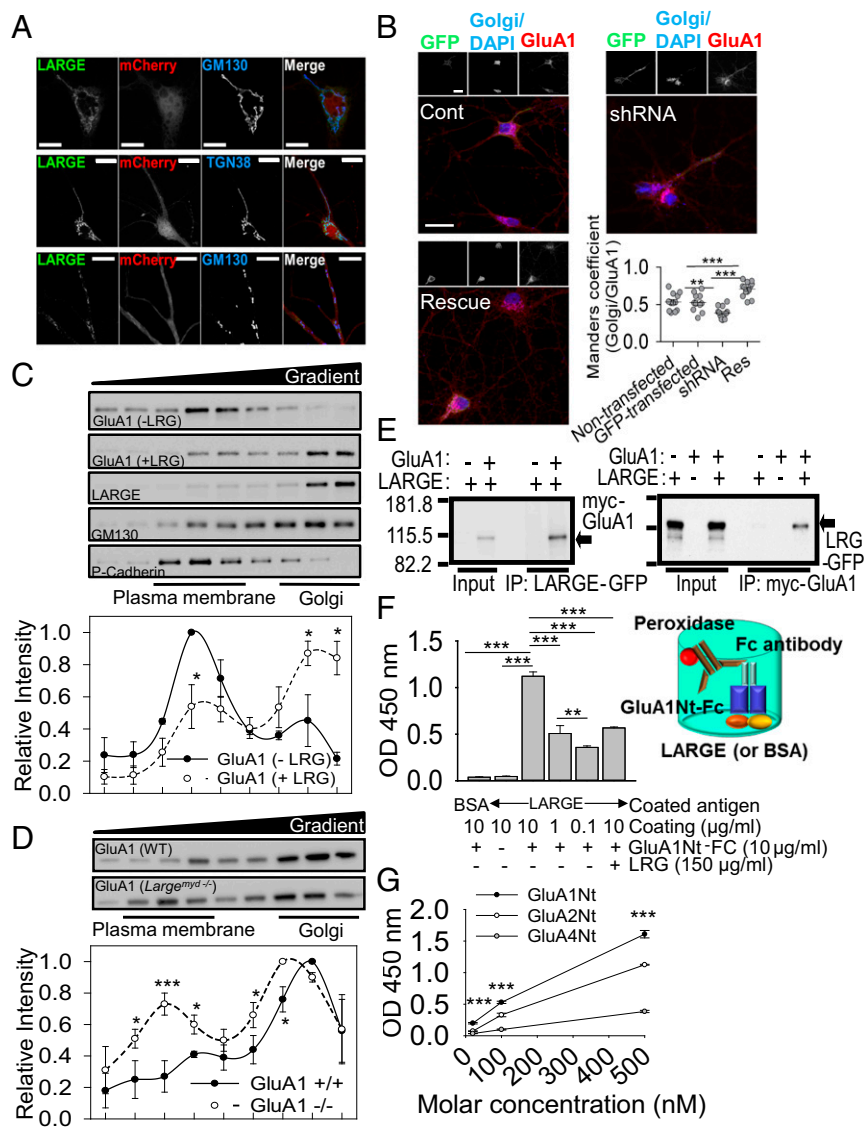 A
LARGE mCherry GM130 Merge
LARGE mCherry TGN38 Merge
LARGE mCherry GM130 Merge
B
GFP Golgi/DAPI GluA1
Cont
GFP Golgi/DAPI GluA1
shRNA
Rescue
Manders coefficient
(Golgi/GluA1)
1.0
0.5
0.0
***
***
**
Non-transfected
GFP-transfected
shRNA
Res
C
Gradient
GluA1 (-LRG)
GluA1 (+LRG)
LARGE
GM130
P-Cadherin
Plasma membrane Golgi
Relative Intensity
1.0
0.8
0.6
0.4
0.2
0.0
*
* *
GluA1 (- LRG)
GluA1 (+ LRG)
D
Gradient
GluA1 (WT)
GluA1 (Largemyd -/-)
Plasma membrane Golgi
Relative Intensity
1.0
0.8
0.6
0.4
0.2
0.0
* *** * * *
GluA1 +/+
GluA1 -/-
E
GluA1: - + - +
LARGE: + + + +
181.8
115.5
82.2
myc-
GluA1
Input IP: LARGE-GFP
GluA1: - + + - + +
LARGE: + - + + - +
LRG
-GFP
Input IP: myc-GluA1
F
OD 450 nm
1.5
1.0
0.5
0.0
***
***
*** ***
***
**
BSA LARGE Coated antigen
10 10 10 1 0.1 10 Coating (µg/ml)
+ - + + + + GluA1Nt-FC (10 µg/ml)
- - - - - + LRG (150 µg/ml)
Peroxidase
Fc antibody
GluA1Nt-Fc
LARGE (or BSA)
G
OD 450 nm
2.0
1.5
1.0
0.5
0.0
GluA1Nt
GluA2Nt
GluA4Nt
***
***
***
0 100 200 300 400 500
Molar concentration (nM)